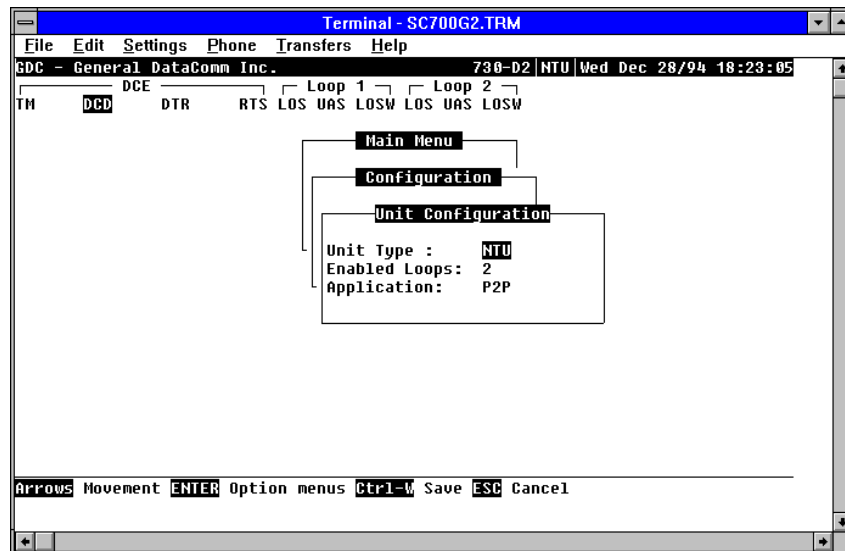 Terminal - SC700G2.TRM
File Edit Settings Phone Transfers Help
GDC - General DataComm Inc. 730-D2|NTU|Wed Dec 28/94 18:23:05
DCE Loop 1 Loop 2
TM DCD DTR RTS LOS UAS LOSW LOS UAS LOSW
Main Menu
Configuration
Unit Configuration
Unit Type : NTU
Enabled Loops: 2
Application: P2P
Arrows Movement ENTER Option menus Ctrl-W Save ESC Cancel